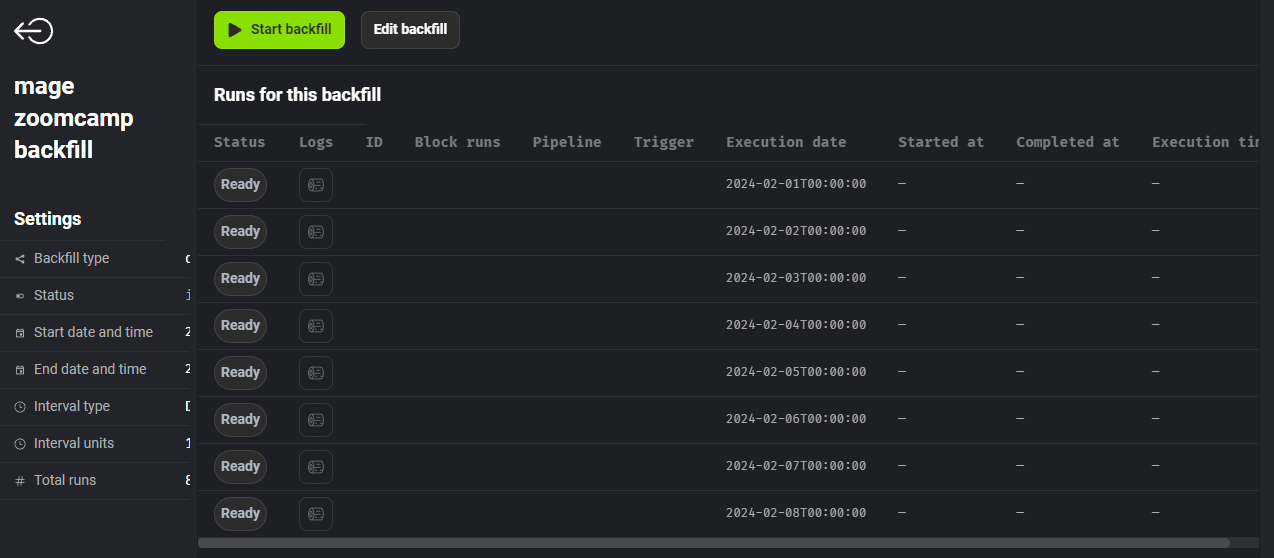 Start backfill
Edit backfill
mage
zoomcamp
backfill
Runs for this backfill
Status Logs ID Block runs Pipeline Trigger Execution date Started at Completed at Execution
Ready 2024-02-01T00:00:00 — — —
Ready 2024-02-02T00:00:00 — — —
Ready 2024-02-03T00:00:00 — — —
Ready 2024-02-04T00:00:00 — — —
Ready 2024-02-05T00:00:00 — — —
Ready 2024-02-06T00:00:00 — — —
Ready 2024-02-07T00:00:00 — — —
Ready 2024-02-08T00:00:00 — — —
Settings
Backfill type
Status
Start date and time 2
End date and time 2
Interval type D
Interval units 1
Total runs 8